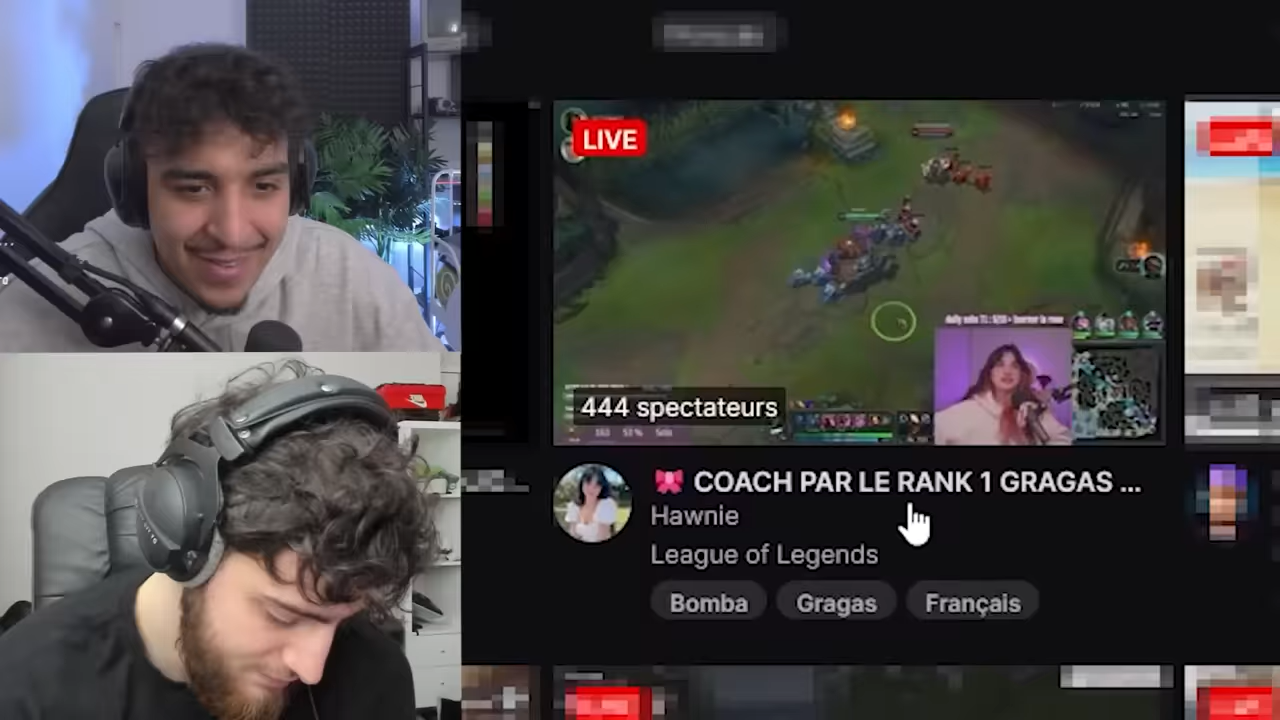 LIVE
444 spectateurs
COACH PAR LE RANK 1 GRAGAS ...
Hawnie
League of Legends
Bomba
Gragas
Français